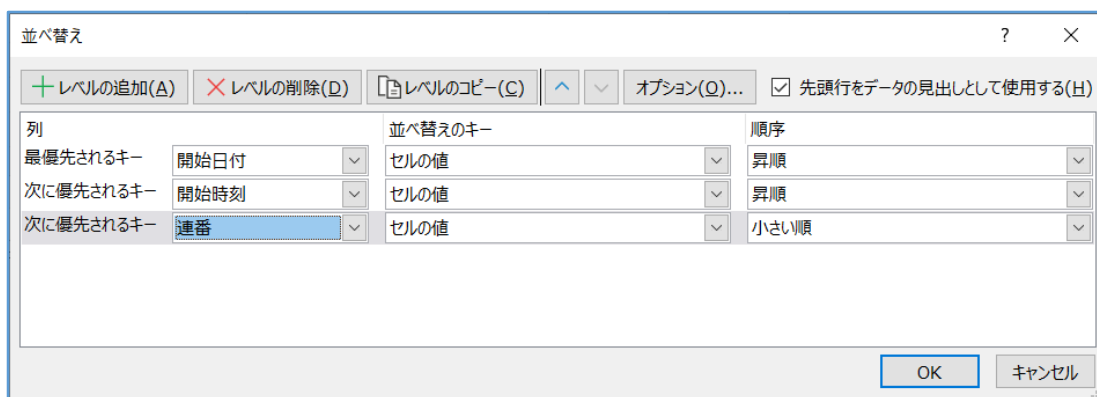 並べ替え ?
レベルの追加(A) レベルの削除(D) レベルのコピー(C) オプション(O)... 先頭行をデータの見出しとして使用する(H)
列 並べ替えのキー 順序
最優先されるキー 開始日付 セルの値 昇順
次に優先されるキー 開始時刻 セルの値 昇順
次に優先されるキー 連番 セルの値 小さい順
OK キャンセル